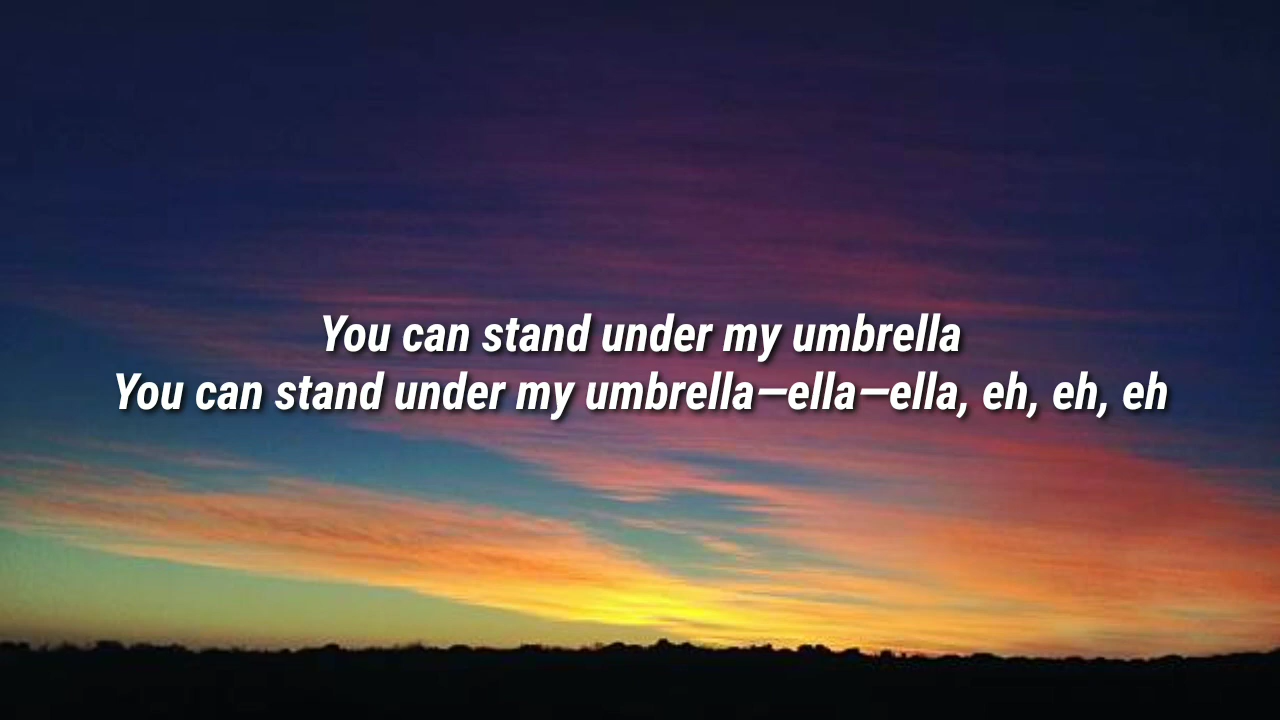 You can stand under my umbrella
You can stand under my umbrella—ella—ella, eh, eh, eh